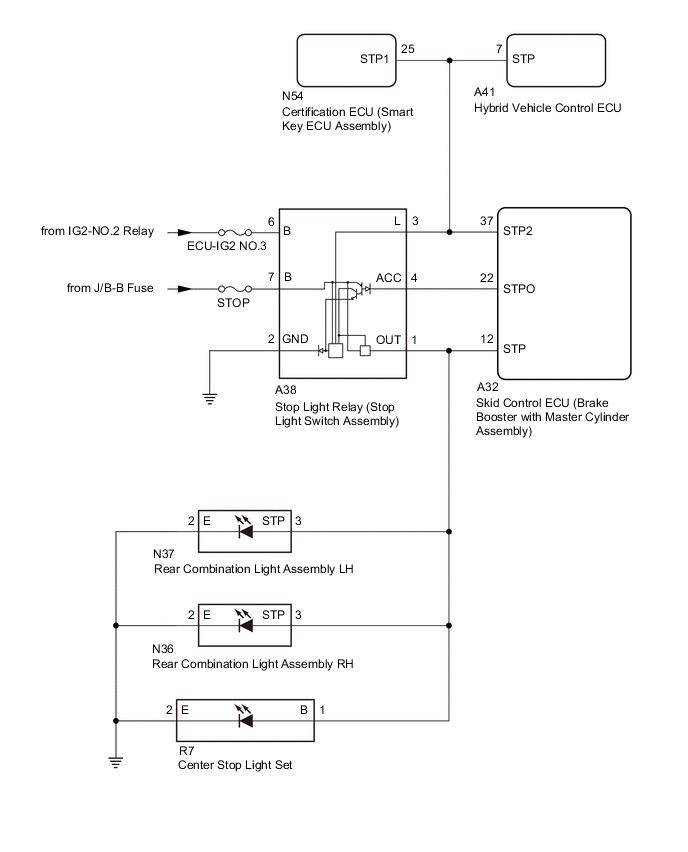 STP1
25
7
STP
N54
Certification ECU (Smart
Key ECU Assembly)
A41
Hybrid Vehicle Control ECU
from IG2-NO.2 Relay
ECU-IG2 NO.3
6
B
L
3
37
STP2
from J/B-B Fuse
STOP
7
B
ACC
4
22
STPO
2
GND
OUT
1
12
STP
A38
Stop Light Relay (Stop
Light Switch Assembly)
A32
Skid Control ECU (Brake
Booster with Master Cylinder
Assembly)
2
E
STP
3
N37
Rear Combination Light Assembly LH
2
E
STP
3
N36
Rear Combination Light Assembly RH
2
E
B
1
R7
Center Stop Light Set